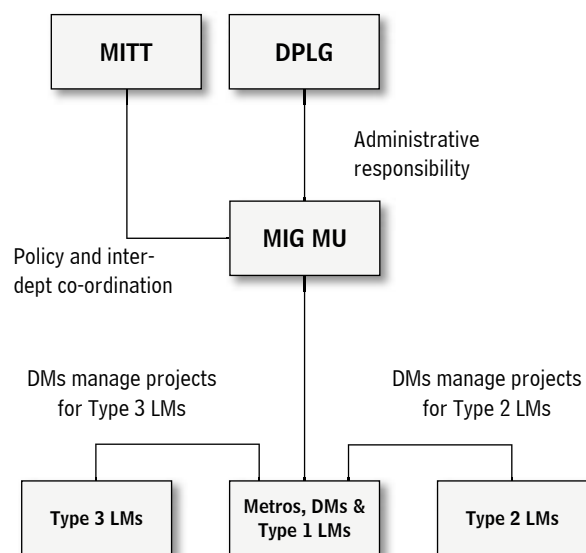 MITT
DPLG
Administrative
responsibility
MIG MU
Policy and inter-
dept co-ordination
DMs manage projects
for Type 3 LMs
DMs manage projects
for Type 2 LMs
Type 3 LMs
Metros, DMs &
Type 1 LMs
Type 2 LMs